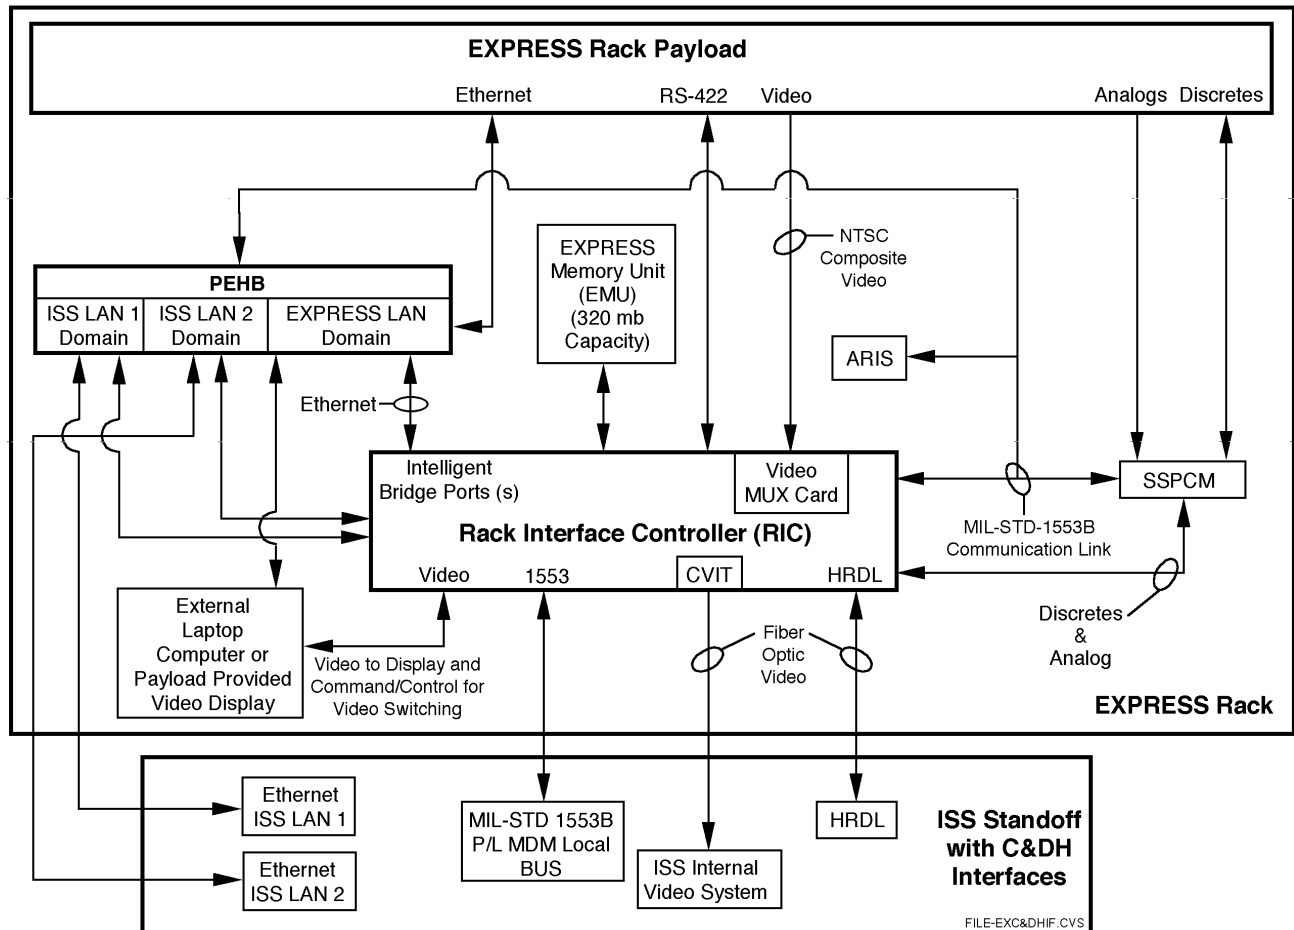 EXPRESS Rack Payload
Ethernet
RS-422
Video
Analogs
Discretes
NTSC
Composite
Video
EXPRESS
Memory Unit
(EMU)
(320 mb
Capacity)
PEHB
ISS LAN 1
Domain
ISS LAN 2
Domain
EXPRESS LAN
Domain
ARIS
Ethernet
Intelligent
Bridge Ports (s)
Video
MUX Card
SSPCM
Rack Interface Controller (RIC)
MIL-STD-1553B
Communication Link
Video
1553
CVIT
HRDL
External
Laptop
Computer or
Payload Provided
Video Display
Video to Display and
Command/Control for
Video Switching
Fiber
Optic
Video
Discretes
&
Analog
EXPRESS Rack
Ethernet
ISS LAN 1
Ethernet
ISS LAN 2
MIL-STD 1553B
P/L MDM Local
BUS
ISS Internal
Video System
HRDL
ISS Standoff
with C&DH
Interfaces
FILE-EXC&DHIF.CVS